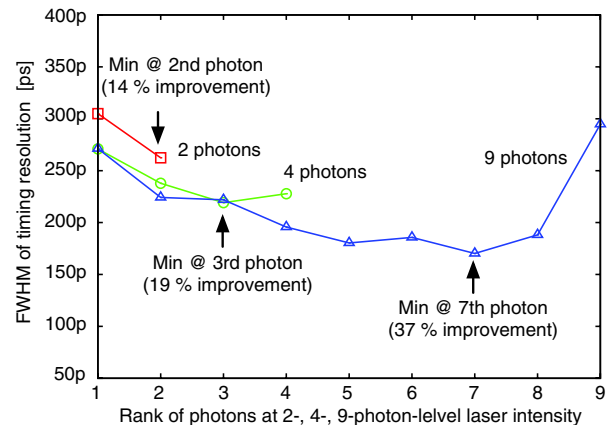 400p
350p
300p
250p
200p
150p
100p
50p
FWHM of timing resolution [ps]
Min @ 2nd photon
(14 % improvement)
2 photons
4 photons
9 photons
Min @ 3rd photon
(19 % improvement)
Min @ 7th photon
(37 % improvement)
1 2 3 4 5 6 7 8 9
Rank of photons at 2-, 4-, 9-photon-lelvel laser intensity